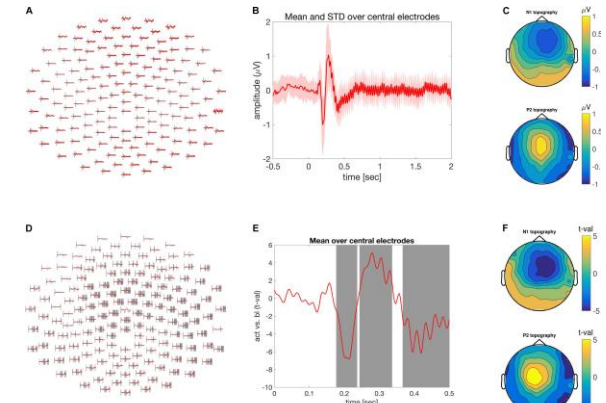 A
B
Mean and STD over central electrodes
amplitude (μV)
2
1
0
-1
-2
-0.5
0
0.5
1
1.5
2
time [sec]
C
N1 topography
μV
1
0.5
0
-0.5
-1
P2 topography
μV
1
0.5
0
-0.5
-1
D
E
Mean over central electrodes
act vs. bl (t-val)
6
4
2
0
-2
-4
-6
-8
-10
0
0.1
0.2
0.3
0.4
0.5
time [sec]
F
N1 topography
t-val
5
0
-5
P2 topography
t-val
5
0